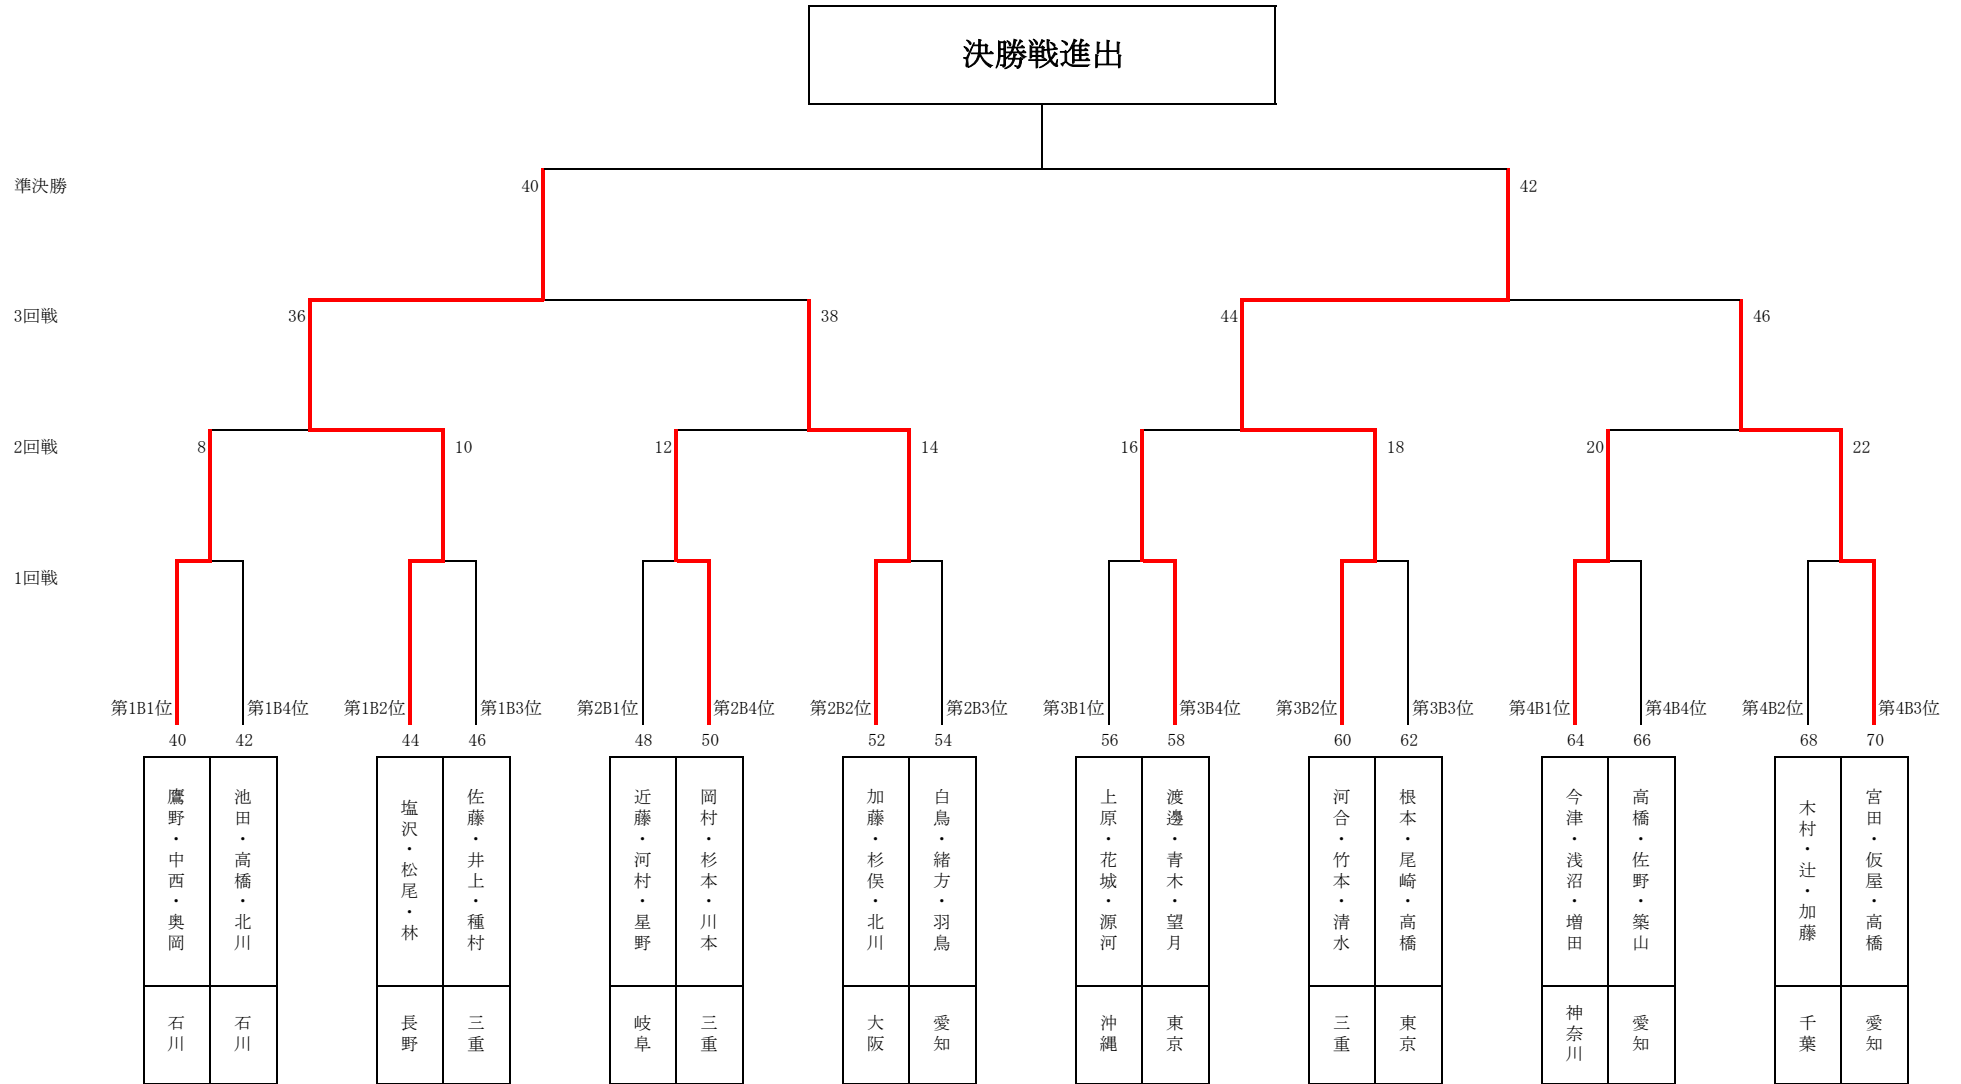 決勝戦進出
準決勝
40
42
3回戦
36
38
44
46
2回戦
8
10
12
14
16
18
20
22
1回戦
第1B1位
第1B4位
第1B2位
第1B3位
第2B1位
第2B4位
第2B2位
第2B3位
第3B1位
第3B4位
第3B2位
第3B3位
第4B1位
第4B4位
第4B2位
第4B3位
40
42
44
46
48
50
52
54
56
58
60
62
64
66
68
70
鷹野・中西・奥岡
池田・高橋・北川
塩沢・松尾・林
佐藤・井上・種村
近藤・河村・星野
岡村・杉本・川本
加藤・杉俣・北川
白鳥・緒方・羽鳥
上原・花城・源河
渡邊・青木・望月
河合・竹本・清水
根本・尾崎・高橋
今津・浅沼・増田
高橋・佐野・築山
木村・辻・加藤
宮田・仮屋・高橋
石川
石川
長野
三重
岐阜
三重
大阪
愛知
沖縄
東京
三重
東京
神奈川
愛知
千葉
愛知